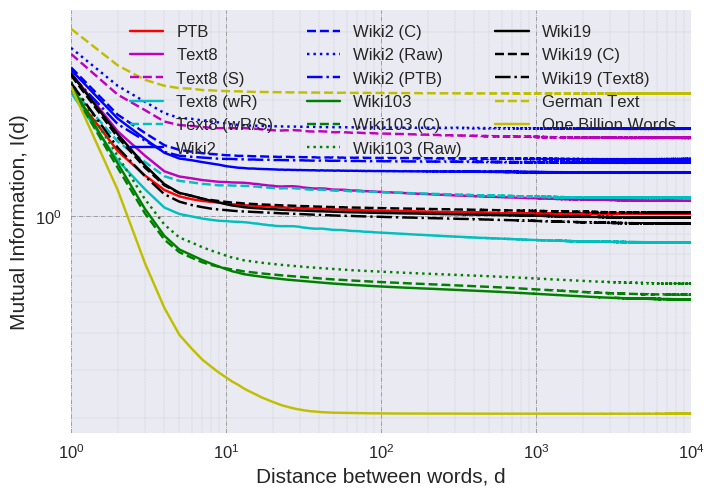 PTB
Text8
Text8 (S)
Text8 (wR)
Text8 (wR/S)
Wiki2
Wiki2 (C)
Wiki2 (Raw)
Wiki2 (PTB)
Wiki103
Wiki103 (C)
Wiki103 (Raw)
Wiki19
Wiki19 (C)
Wiki19 (Text8)
German Text
One Billion Words
Mutual Information, I(d)
10⁰
10⁰ 10¹ 10² 10³ 10⁴
Distance between words, d